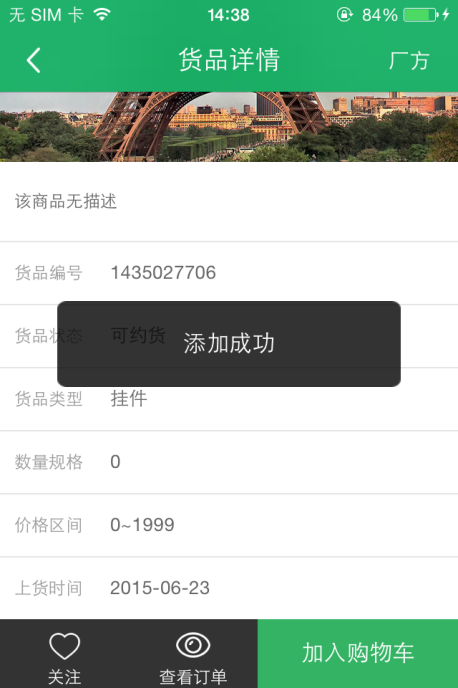 无 SIM 卡 14:38 84%
货品详情 厂方
该商品无描述
货品编号 1435027706
货品状态 可约货
添加成功
货品类型 挂件
数量规格 0
价格区间 0~1999
上货时间 2015-06-23
关注 查看订单 加入购物车